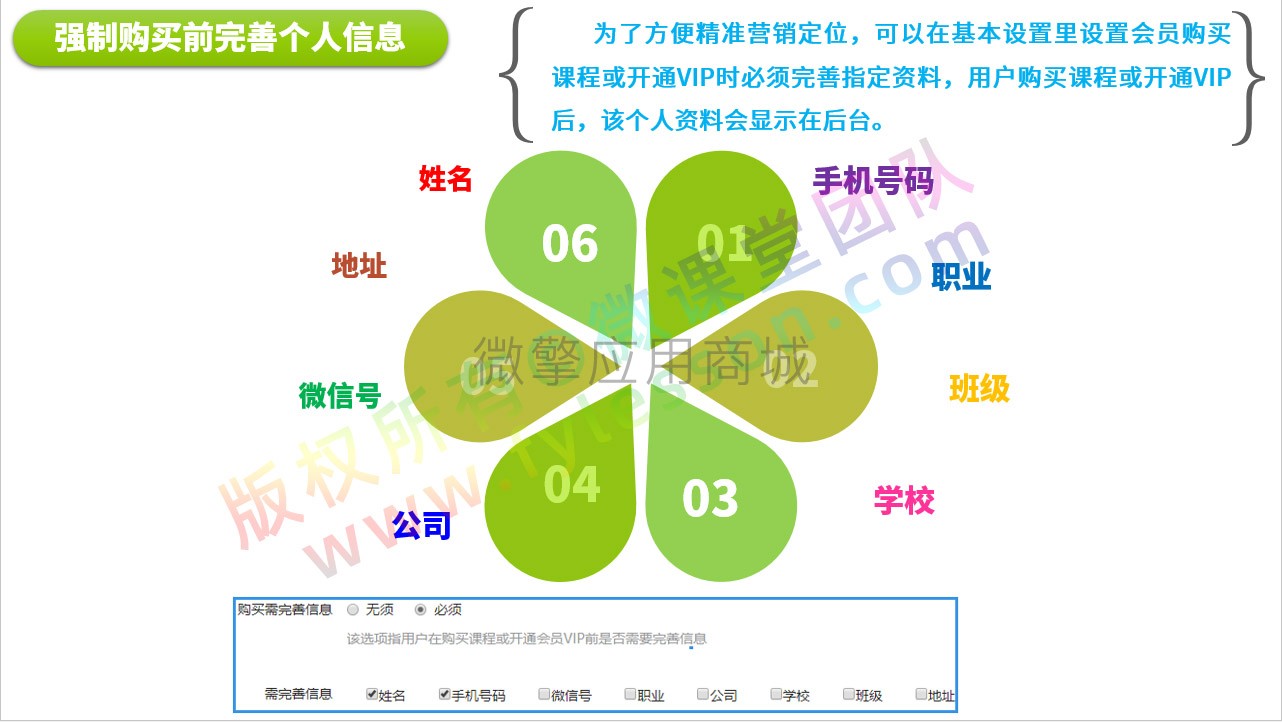 强制购买前完善个人信息
为了方便精准营销定位，可以在基本设置里设置会员购买
课程或开通VIP时必须完善指定资料，用户购买课程或开通VIP
后，该个人资料会显示在后台。
姓名
手机号码
06
01
地址
职业
05
02
微信号
班级
04
03
学校
公司
版权所有@微课堂团队
www.fylesson.com
微擎应用商城
购买需完善信息 无须 必须
该选项指用户在购买课程或开通会员VIP前是否需要完善信息
需完善信息 姓名 手机号码 微信号 职业 公司 学校 班级 地址